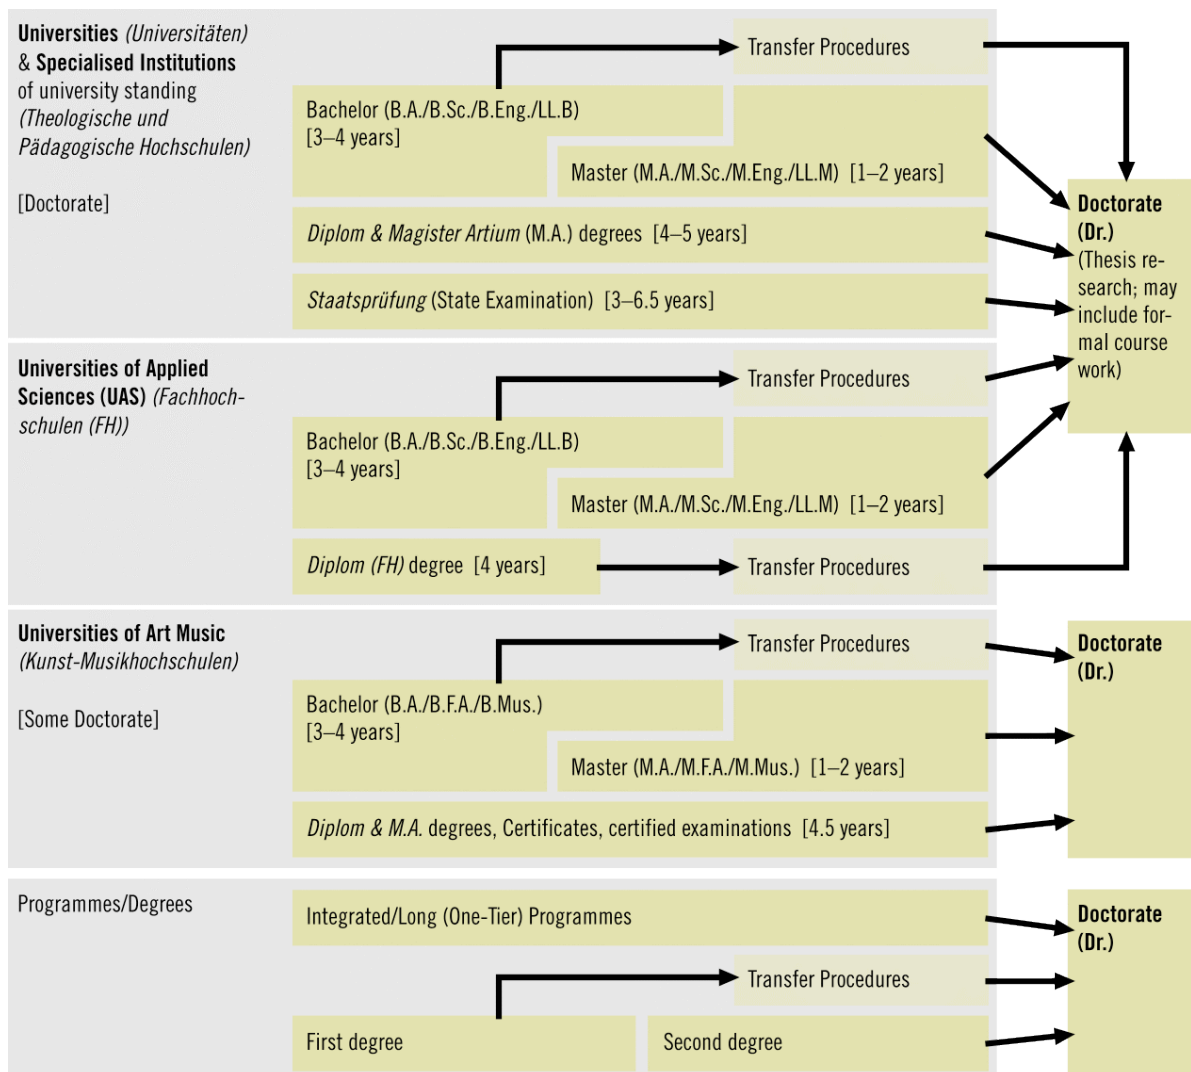 Universities (Universitäten)
& Specialised Institutions
of university standing
(Theologische und
Pädagogische Hochschulen)
[Doctorate]
Transfer Procedures
Bachelor (B.A./B.Sc./B.Eng./LL.B)
[3–4 years]
Master (M.A./M.Sc./M.Eng./LL.M) [1–2 years]
Diplom & Magister Artium (M.A.) degrees [4–5 years]
Staatsprüfung (State Examination) [3–6.5 years]
Doctorate
(Dr.)
(Thesis re-
search; may
include for-
mal course
work)
Universities of Applied
Sciences (UAS) (Fachhoch-
schulen (FH))
Transfer Procedures
Bachelor (B.A./B.Sc./B.Eng./LL.B)
[3–4 years]
Master (M.A./M.Sc./M.Eng./LL.M) [1–2 years]
Diplom (FH) degree [4 years]
Transfer Procedures
Universities of Art Music
(Kunst-Musikhochschulen)
[Some Doctorate]
Transfer Procedures
Bachelor (B.A./B.F.A./B.Mus.)
[3–4 years]
Master (M.A./M.F.A./M.Mus.) [1–2 years]
Diplom & M.A. degrees, Certificates, certified examinations [4.5 years]
Doctorate
(Dr.)
Programmes/Degrees
Integrated/Long (One-Tier) Programmes
Transfer Procedures
First degree
Second degree
Doctorate
(Dr.)